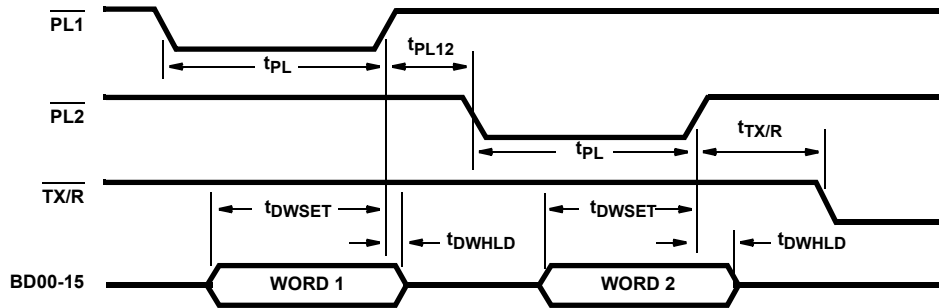 PL1
tPL12
tPL
PL2
tTX/R
tPL
TX/R
tDWSET
tDWSET
tDWHLD
tDWHLD
BD00-15
WORD 1
WORD 2